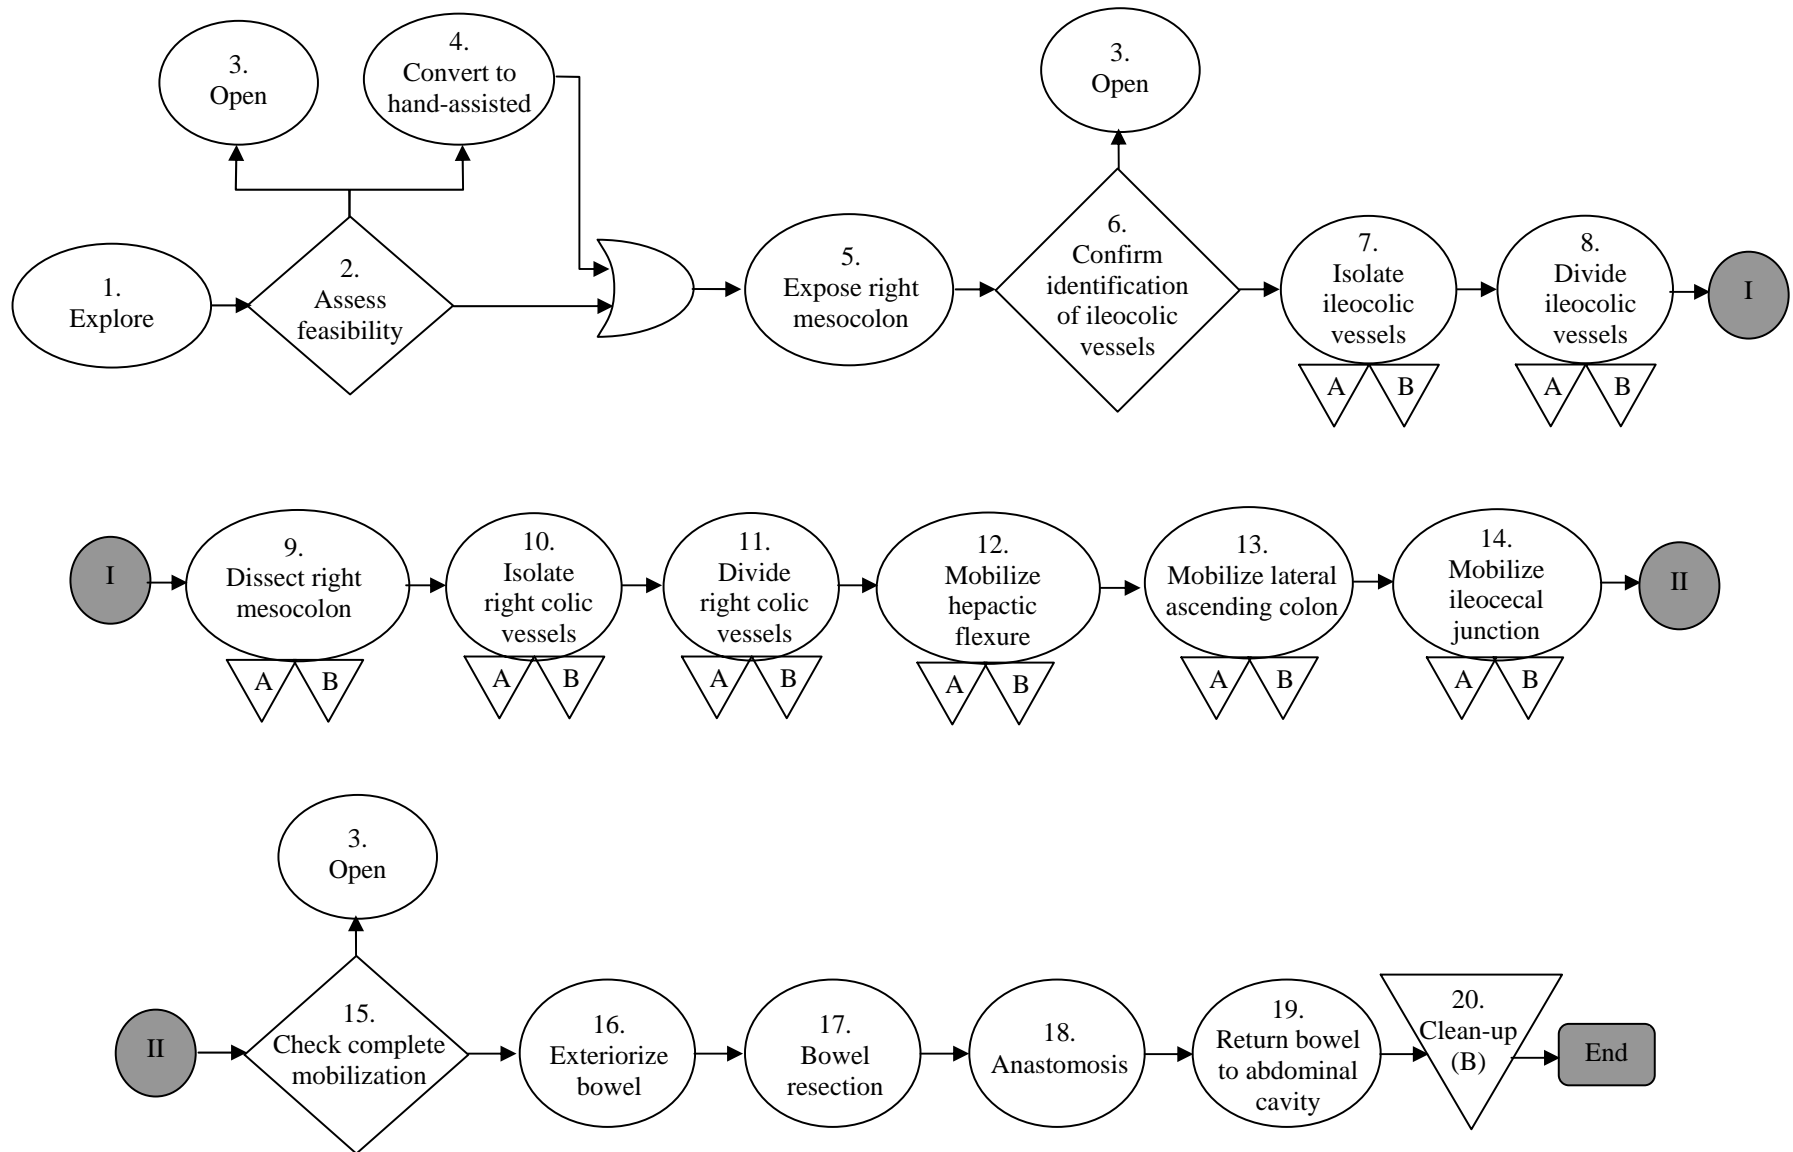 3.
Open
4.
Convert to
hand-assisted
3.
Open
1.
Explore
2.
Assess
feasibility
5.
Expose right
mesocolon
6.
Confirm
identification
of ileocolic
vessels
7.
Isolate
ileocolic
vessels
A B
8.
Divide
ileocolic
vessels
A B
I
I
9.
Dissect right
mesocolon
A B
10.
Isolate
right colic
vessels
A B
11.
Divide
right colic
vessels
A B
12.
Mobilize
hepactic
flexure
A B
13.
Mobilize lateral
ascending colon
A B
14.
Mobilize
ileocecal
junction
A B
II
3.
Open
II
15.
Check complete
mobilization
16.
Exteriorize
bowel
17.
Bowel
resection
18.
Anastomosis
19.
Return bowel
to abdominal
cavity
20.
Clean-up
(B)
End